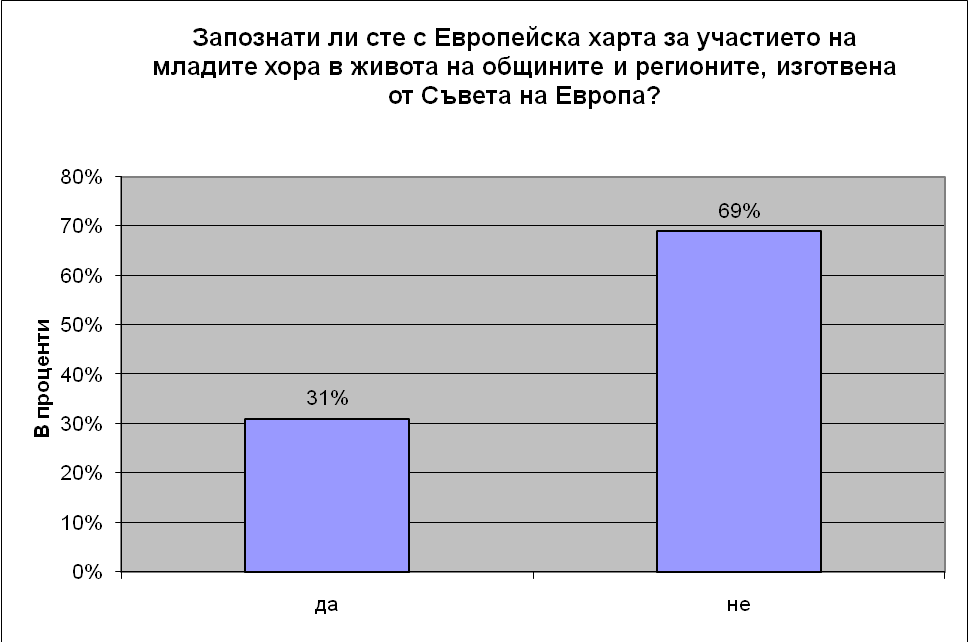 Запознати ли сте с Европейска харта за участието на
младите хора в живота на общините и регионите, изготвена
от Съвета на Европа?
80%
70%
60%
50%
40%
30%
20%
10%
0%
В проценти
31%
69%
да
не